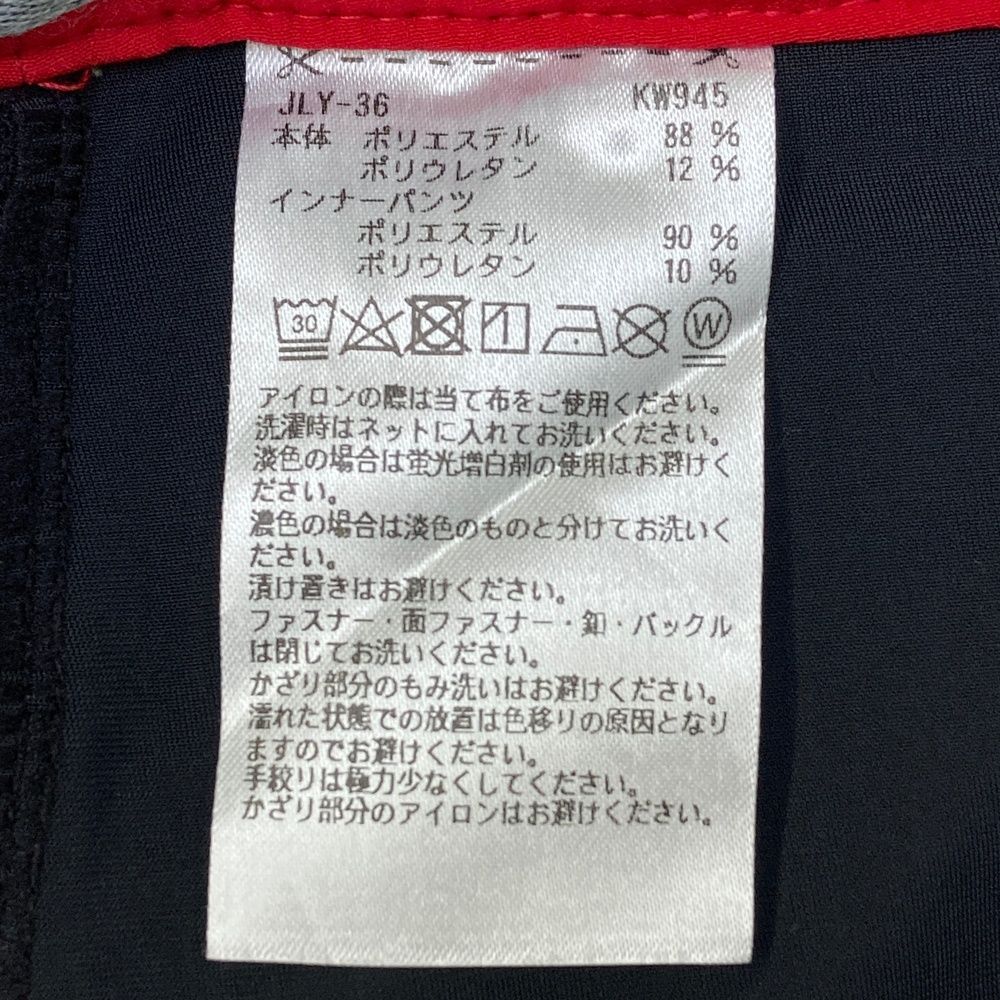 JLY-36 KW945
本体 ポリエステル 88 %
ポリウレタン 12 %
インナーパンツ
ポリエステル 90 %
ポリウレタン 10 %
30 W
アイロンの際は当て布をご使用ください。
洗濯時はネットに入れてお洗いください。
淡色の場合は蛍光増白剤の使用はお避けく
ださい。
濃色の場合は淡色のものと分けてお洗いく
ださい。
漬け置きはお避けください。
ファスナー・面ファスナー・釦・バックル
は閉じてお洗いください。
かざり部分のもみ洗いはお避けください。
濡れた状態での放置は色移りの原因となり
ますのでお避けください。
手絞りは極力少なくしてください。
かざり部分のアイロンはお避けください。